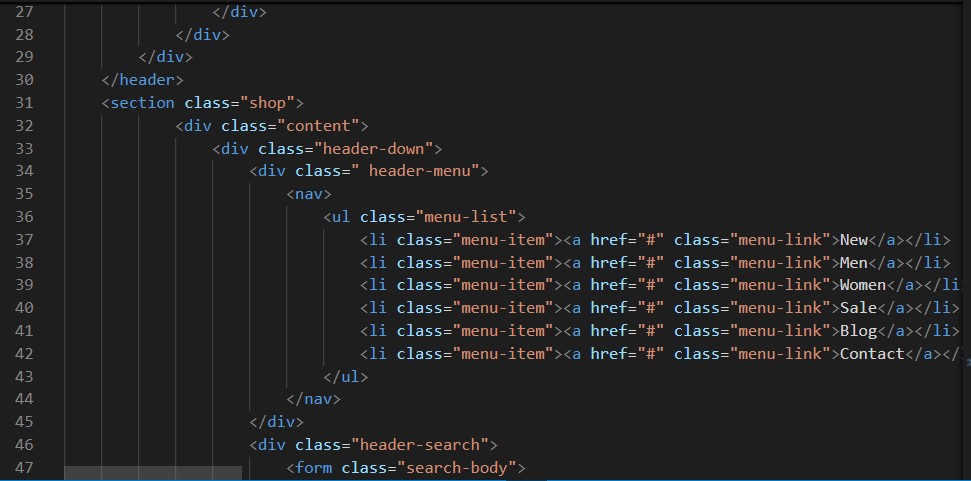 27 </div>
28 </div>
29 </div>
30 </header>
31 <section class="shop">
32 <div class="content">
33 <div class="header-down">
34 <div class=" header-menu">
35 <nav>
36 <ul class="menu-list">
37 <li class="menu-item"><a href="#" class="menu-link">New</a></li>
38 <li class="menu-item"><a href="#" class="menu-link">Men</a></li>
39 <li class="menu-item"><a href="#" class="menu-link">Women</a></li
40 <li class="menu-item"><a href="#" class="menu-link">Sale</a></li>
41 <li class="menu-item"><a href="#" class="menu-link">Blog</a></li>
42 <li class="menu-item"><a href="#" class="menu-link">Contact</a></
43 </ul>
44 </nav>
45 </div>
46 <div class="header-search">
47 <form class="search-body">